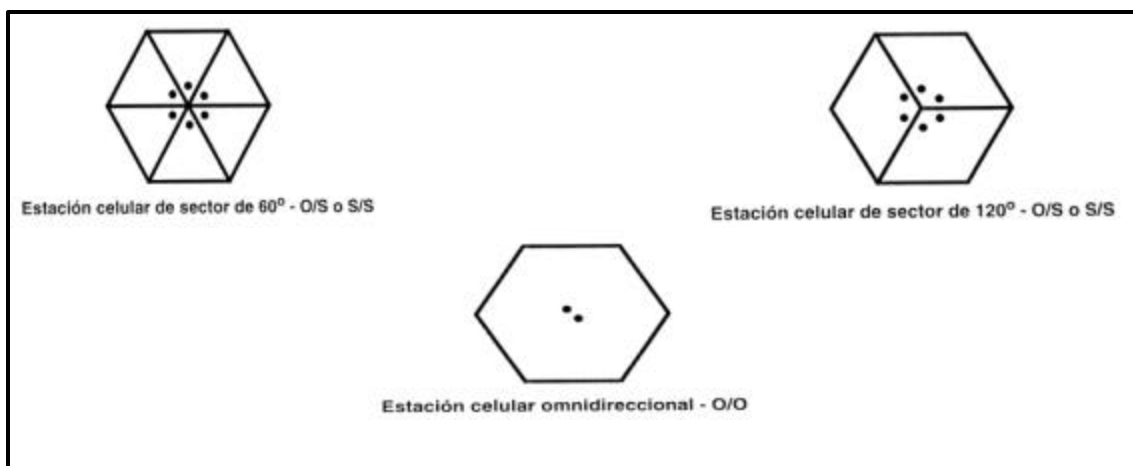 Estación celular de sector de 60º - O/S o S/S
Estación celular de sector de 120º - O/S o S/S
Estación celular omnidireccional - O/O